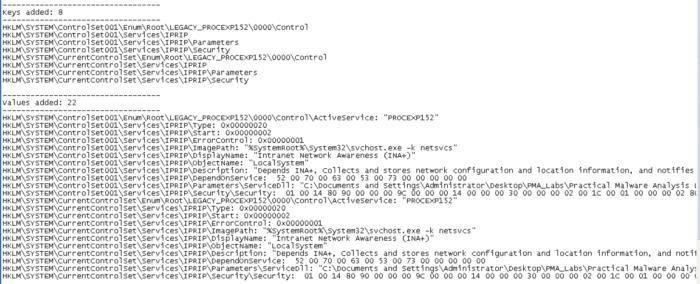 ----------------------------------
Keys added: 8
----------------------------------
HKLM\SYSTEM\ControlSet001\Enum\Root\LEGACY_PROCEXP152\0000\Control
HKLM\SYSTEM\ControlSet001\Services\IPRIP
HKLM\SYSTEM\ControlSet001\Services\IPRIP\Parameters
HKLM\SYSTEM\ControlSet001\Services\IPRIP\Security
HKLM\SYSTEM\CurrentControlSet\Enum\Root\LEGACY_PROCEXP152\0000\Control
HKLM\SYSTEM\CurrentControlSet\Services\IPRIP
HKLM\SYSTEM\CurrentControlSet\Services\IPRIP\Parameters
HKLM\SYSTEM\CurrentControlSet\Services\IPRIP\Security
----------------------------------
Values added: 22
----------------------------------
HKLM\SYSTEM\ControlSet001\Enum\Root\LEGACY_PROCEXP152\0000\Control\ActiveService: "PROCEXP152"
HKLM\SYSTEM\ControlSet001\Services\IPRIP\Type: 0x00000020
HKLM\SYSTEM\ControlSet001\Services\IPRIP\Start: 0x00000002
HKLM\SYSTEM\ControlSet001\Services\IPRIP\ErrorControl: 0x00000001
HKLM\SYSTEM\ControlSet001\Services\IPRIP\ImagePath: "%SystemRoot%\System32\svchost.exe -k netsvcs"
HKLM\SYSTEM\ControlSet001\Services\IPRIP\DisplayName: "Intranet Network Awareness (INA+)"
HKLM\SYSTEM\ControlSet001\Services\IPRIP\ObjectName: "LocalSystem"
HKLM\SYSTEM\ControlSet001\Services\IPRIP\Description: "Depends INA+, Collects and stores network configuration and location information, and notifies
HKLM\SYSTEM\ControlSet001\Services\IPRIP\DependOnService: 52 00 70 00 63 00 53 00 73 00 00 00 00 00
HKLM\SYSTEM\ControlSet001\Services\IPRIP\Parameters\ServiceDll: "C:\Documents and Settings\Administrator\Desktop\PMA_Labs\Practical Malware Analysis
HKLM\SYSTEM\ControlSet001\Services\IPRIP\Security\Security: 01 00 14 80 90 00 00 00 9C 00 00 00 14 00 00 00 30 00 00 00 02 00 1C 00 01 00 00 00 02
HKLM\SYSTEM\CurrentControlSet\Enum\Root\LEGACY_PROCEXP152\0000\Control\ActiveService: "PROCEXP152"
HKLM\SYSTEM\CurrentControlSet\Services\IPRIP\Type: 0x00000020
HKLM\SYSTEM\CurrentControlSet\Services\IPRIP\Start: 0x00000002
HKLM\SYSTEM\CurrentControlSet\Services\IPRIP\ErrorControl: 0x00000001
HKLM\SYSTEM\CurrentControlSet\Services\IPRIP\ImagePath: "%SystemRoot%\System32\svchost.exe -k netsvcs"
HKLM\SYSTEM\CurrentControlSet\Services\IPRIP\DisplayName: "Intranet Network Awareness (INA+)"
HKLM\SYSTEM\CurrentControlSet\Services\IPRIP\ObjectName: "LocalSystem"
HKLM\SYSTEM\CurrentControlSet\Services\IPRIP\Description: "Depends INA+, Collects and stores network configuration and location information, and noti
HKLM\SYSTEM\CurrentControlSet\Services\IPRIP\DependOnService: 52 00 70 00 63 00 53 00 73 00 00 00 00 00
HKLM\SYSTEM\CurrentControlSet\Services\IPRIP\Parameters\ServiceDll: "C:\Documents and Settings\Administrator\Desktop\PMA_Labs\Practical Malware Analy
HKLM\SYSTEM\CurrentControlSet\Services\IPRIP\Security\Security: 01 00 14 80 90 00 00 00 9C 00 00 00 14 00 00 00 30 00 00 00 02 00 1C 00 01 00 00 00